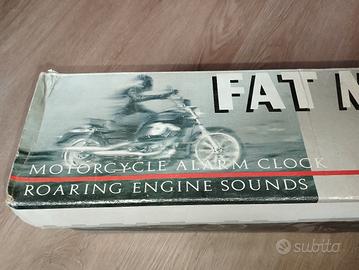 FAT
MOTORCYCLE ALARM CLOCK
ROARING ENGINE SOUNDS
subito